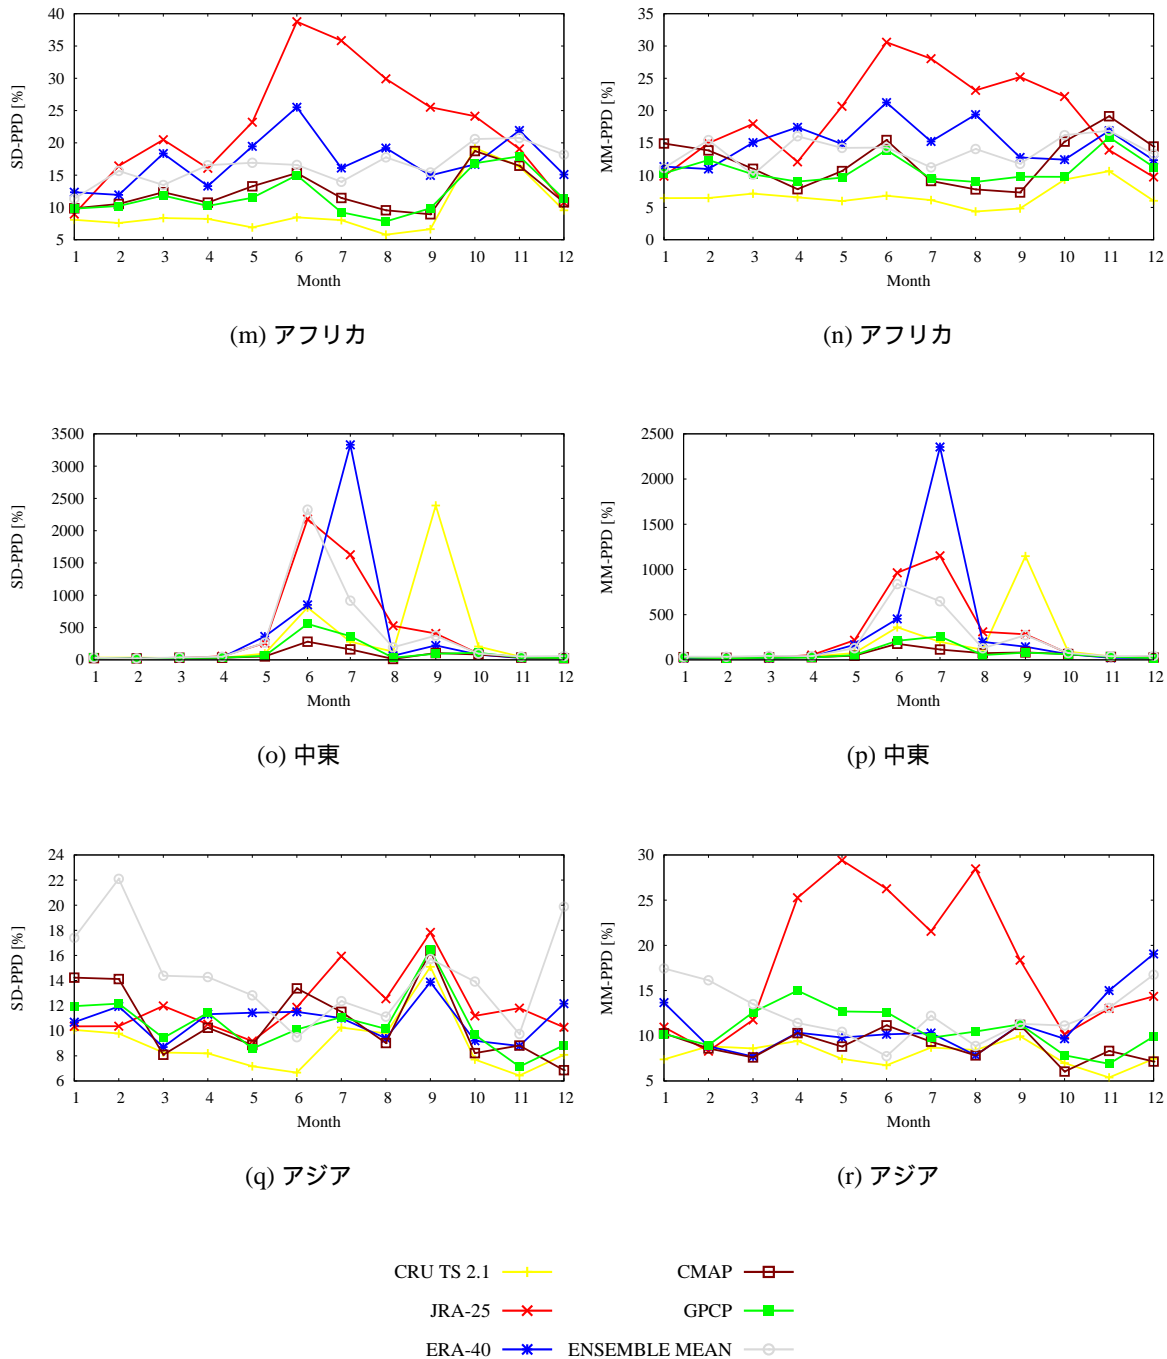 40
35
30
25
20
15
10
5
1 2 3 4 5 6 7 8 9 10 11 12
SD-PPD [%]
Month
(m) アフリカ
35
30
25
20
15
10
5
0
1 2 3 4 5 6 7 8 9 10 11 12
MM-PPD [%]
Month
(n) アフリカ
3500
3000
2500
2000
1500
1000
500
0
1 2 3 4 5 6 7 8 9 10 11 12
SD-PPD [%]
Month
(o) 中東
2500
2000
1500
1000
500
0
1 2 3 4 5 6 7 8 9 10 11 12
MM-PPD [%]
Month
(p) 中東
24
22
20
18
16
14
12
10
8
6
1 2 3 4 5 6 7 8 9 10 11 12
SD-PPD [%]
Month
(q) アジア
30
25
20
15
10
5
1 2 3 4 5 6 7 8 9 10 11 12
MM-PPD [%]
Month
(r) アジア
CRU TS 2.1
JRA-25
ERA-40
CMAP
GPCP
ENSEMBLE MEAN